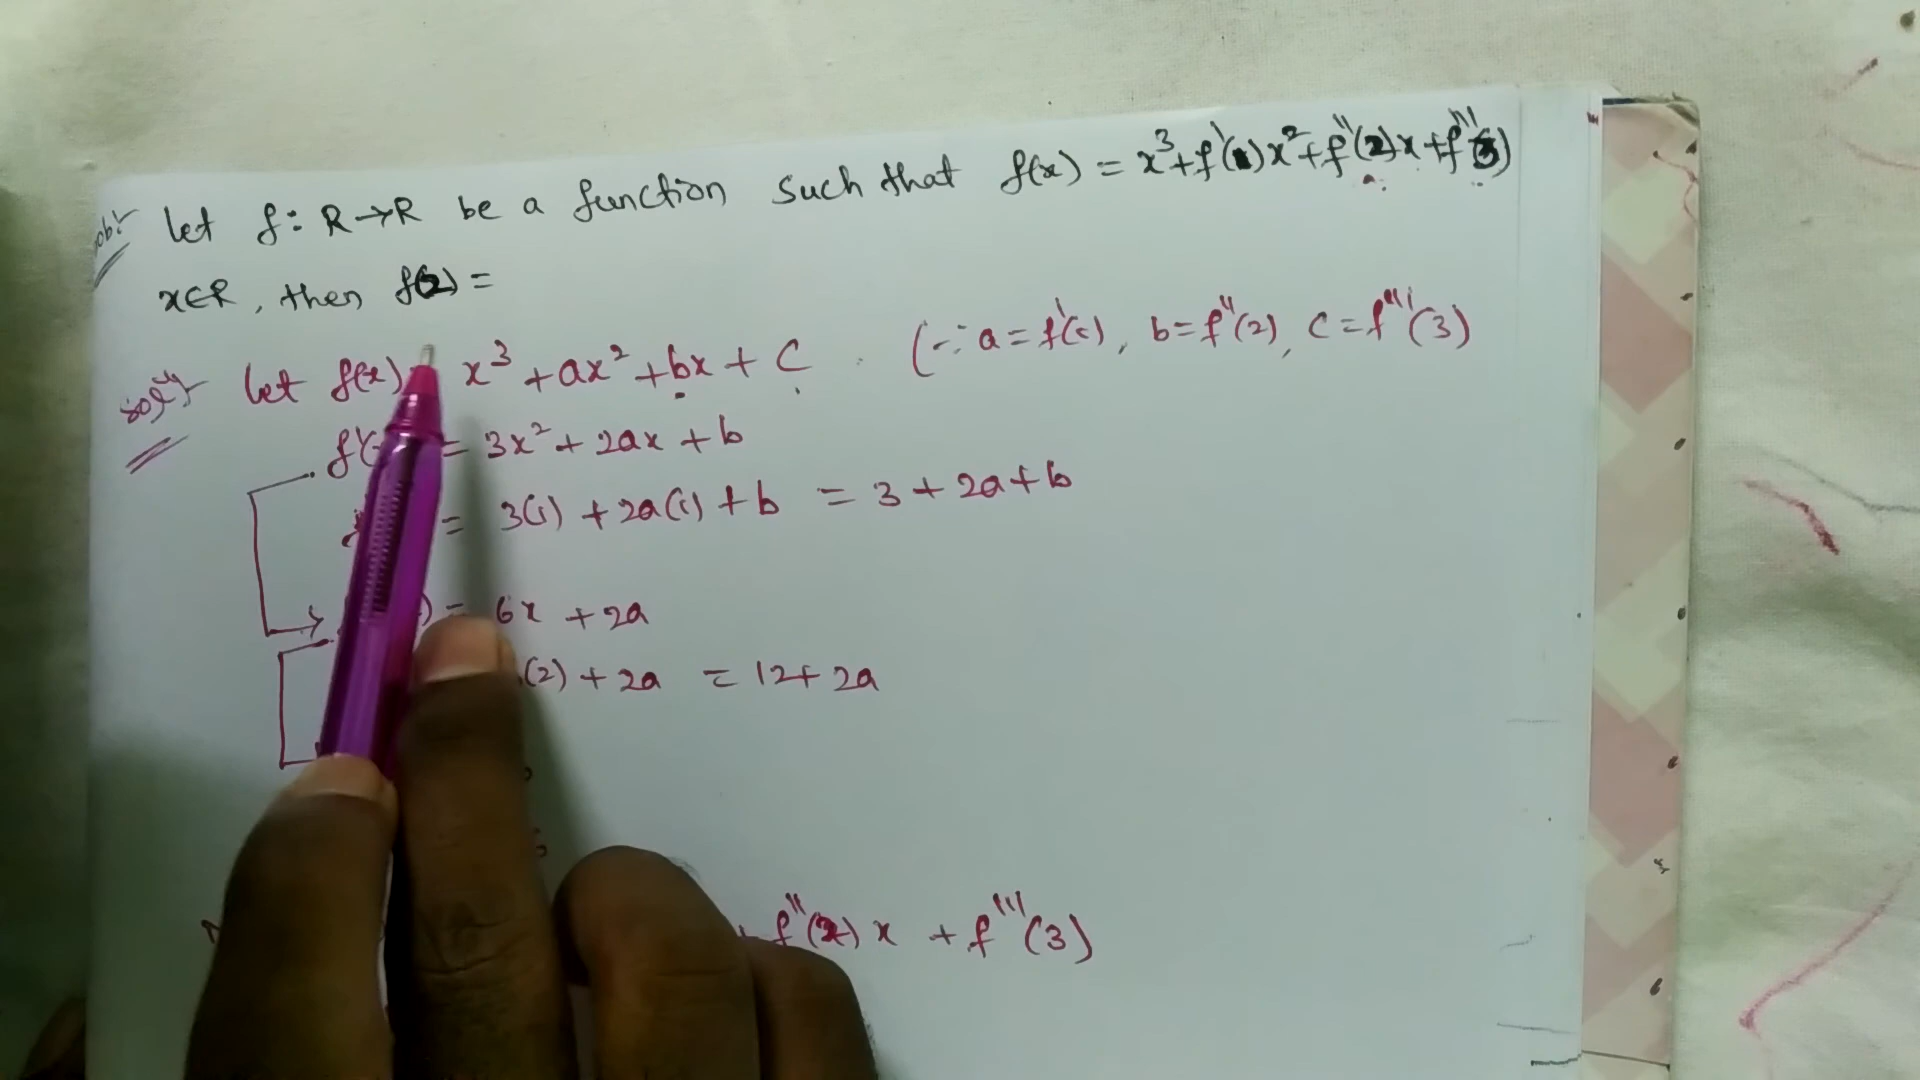 Let f: R→R be a function such that f(x) = x³+f'(1)x²+f''(2)x+f'''(3)
x∈R, then f(2) =
Sol: Let f(x) = x³ + ax² + bx + c (∵ a = f'(1), b = f''(2), c = f'''(3)
f'( = 3x² + 2ax + b
= 3(1) + 2a(1) + b = 3 + 2a + b
) = 6x + 2a
(2) + 2a = 12 + 2a
+ f''(2) x + f'''(3)